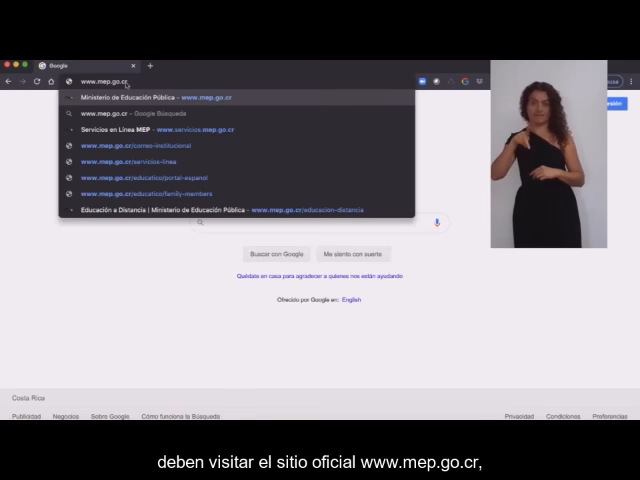 Google
www.mep.go.cr
Ministerio de Educación Pública - www.mep.go.cr
www.mep.go.cr - Google Búsqueda
Servicios en Línea MEP - www.servicios.mep.go.cr
www.mep.go.cr/correo-institucional
www.mep.go.cr/servicios-linea
www.mep.go.cr/educatico/portal-espanol
www.mep.go.cr/educatico/family-members
Educación a Distancia | Ministerio de Educación Pública - www.mep.go.cr/educacion-distancia
Buscar con Google
Me siento con suerte
Quédate en casa para agradecer a quienes nos están ayudando
Ofrecido por Google en: English
Costa Rica
Publicidad Negocios Sobre Google Cómo funciona la Búsqueda
Privacidad Condiciones Preferencias
deben visitar el sitio oficial www.mep.go.cr,